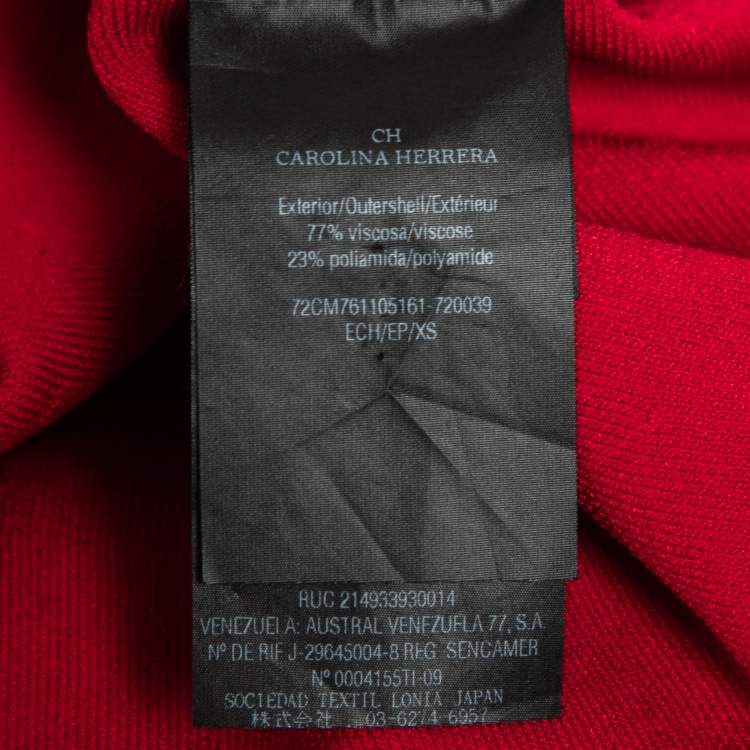 CH
CAROLINA HERRERA
Exterior/Outershell/Extérieur
77% viscosa/viscose
23% poliamida/polyamide
72CM761105161-720039
ECH/EP/XS
RUC 214933930014
VENEZUELA: AUSTRAL VENEZUELA 77, S.A.
Nº DE RIF J-29645004-8 REG. SENCAMER
Nº 0004155TI-09
SOCIEDAD TEXTIL LONIA JAPAN
株式会社 . 03-6274 6957